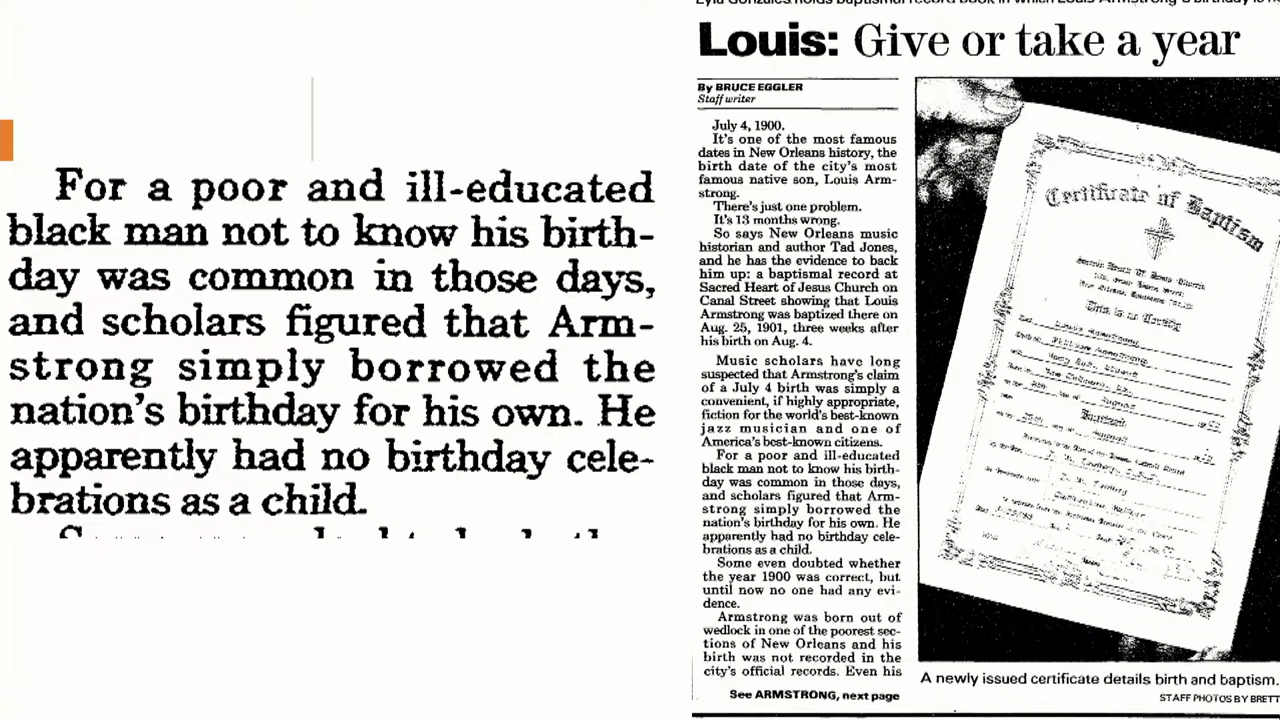 For a poor and ill-educated
black man not to know his birth-
day was common in those days,
and scholars figured that Arm-
strong simply borrowed the
nation's birthday for his own. He
apparently had no birthday cele-
brations as a child.
Louis: Give or take a year
By BRUCE EGGLER
Staff writer
July 4, 1900.
It's one of the most famous
dates in New Orleans history, the
birth date of the city's most
famous native son, Louis Arm-
strong.
There's just one problem.
It's 13 months wrong.
So says New Orleans music
historian and author Tad Jones,
and he has the evidence to back
him up: a baptismal record at
Sacred Heart of Jesus Church on
Canal Street showing that Louis
Armstrong was baptized there on
Aug. 25, 1901, three weeks after
his birth on Aug. 4.
Music scholars have long
suspected that Armstrong's claim
of a July 4 birth was simply a
convenient, if highly appropriate,
fiction for the world's best-known
jazz musician and one of
America's best-known citizens.
For a poor and ill-educated
black man not to know his birth-
day was common in those days,
and scholars figured that Arm-
strong simply borrowed the
nation's birthday for his own. He
apparently had no birthday cele-
brations as a child.
Some even doubted whether
the year 1900 was correct, but
until now no one had any evi-
dence.
Armstrong was born out of
wedlock in one of the poorest sec-
tions of New Orleans and his
birth was not recorded in the
city's official records. Even his
See ARMSTRONG, next page
Certificate of Baptism
This is to Certify
A newly issued certificate details birth and baptism.
STAFF PHOTOS BY BRETT